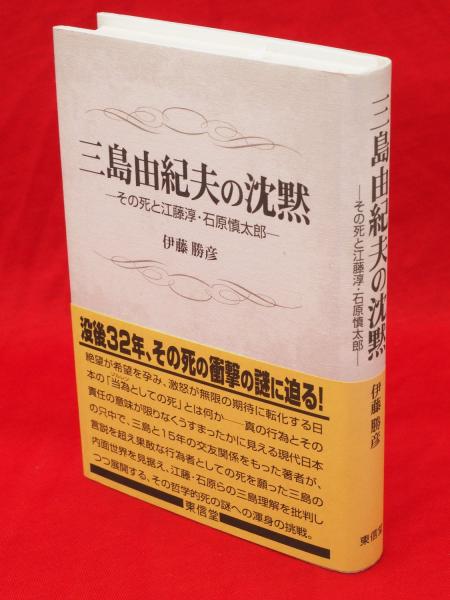 三島由紀夫の沈黙
―その死と江藤淳・石原慎太郎―
伊藤勝彦
没後32年、その死の衝撃の謎に迫る!
絶望が希望を孕み、激怒が無限の期待に転化する日
本の「当為としての死」とは何か――真の行為とその
責任の意味が限りなくうすまったかに見える現代日本
の只中で、三島と15年の交友関係をもった著者が、
言説を超え果敢な行為者としての死を願った三島の
内面世界を見据え、江藤・石原らの三島理解を批判し
つつ展開する、その哲学的死の謎への渾身の挑戦。
東信堂
三島由紀夫の沈黙
―その死と江藤淳・石原慎太郎―
伊藤勝彦
東信堂